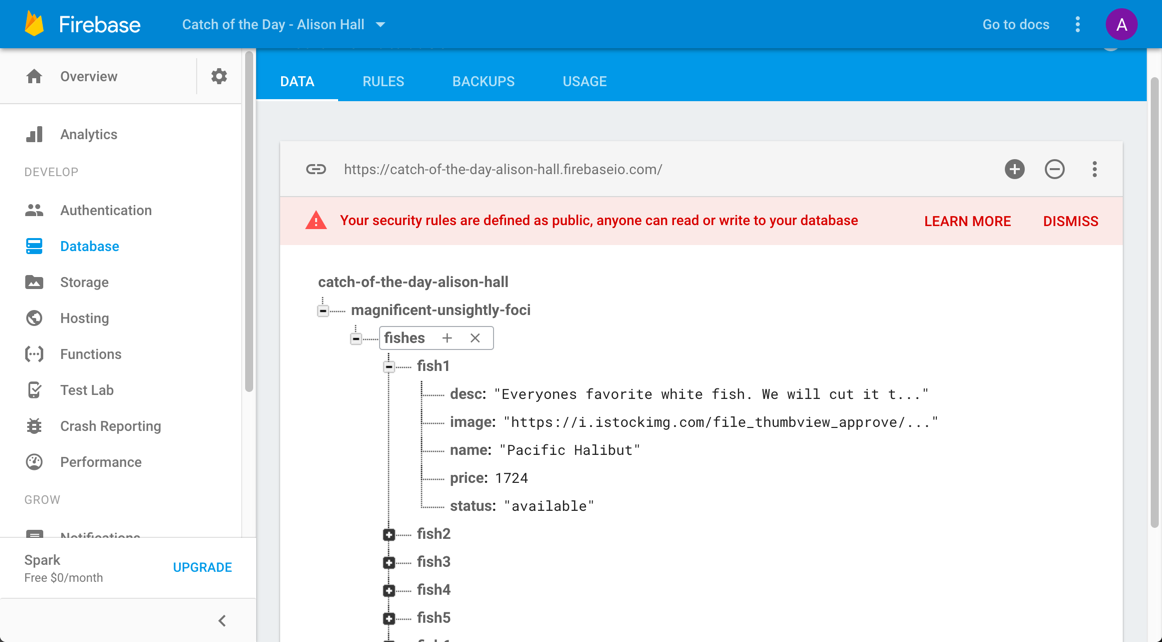 Firebase
Catch of the Day - Alison Hall
Go to docs
A
Overview
DATA RULES BACKUPS USAGE
Analytics
DEVELOP
Authentication
Database
Storage
Hosting
Functions
Test Lab
Crash Reporting
Performance
GROW
Notifications
Spark
Free $0/month
UPGRADE
https://catch-of-the-day-alison-hall.firebaseio.com/
Your security rules are defined as public, anyone can read or write to your database LEARN MORE DISMISS
catch-of-the-day-alison-hall
magnificent-unsightly-foci
fishes
fish1
desc: "Everyones favorite white fish. We will cut it t..."
image: "https://i.istockimg.com/file_thumbview_approve/..."
name: "Pacific Halibut"
price: 1724
status: "available"
fish2
fish3
fish4
fish5